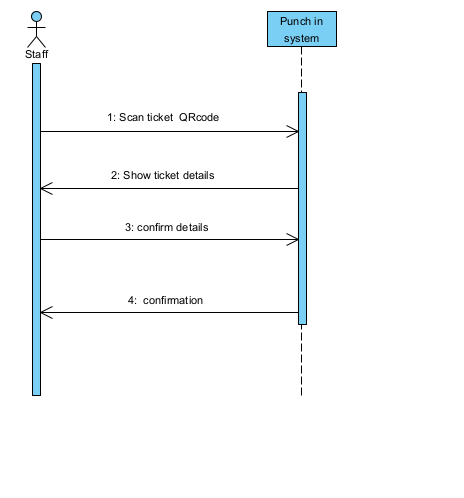 Punch in
system
Staff
1: Scan ticket  QRcode
2: Show ticket details
3: confirm details
4:  confirmation